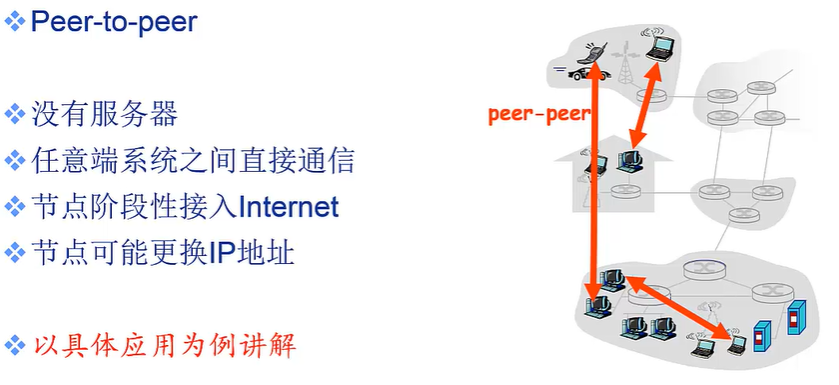 Peer-to-peer
没有服务器
任意端系统之间直接通信
节点阶段性接入Internet
节点可能更换IP地址
以具体应用为例讲解
peer-peer